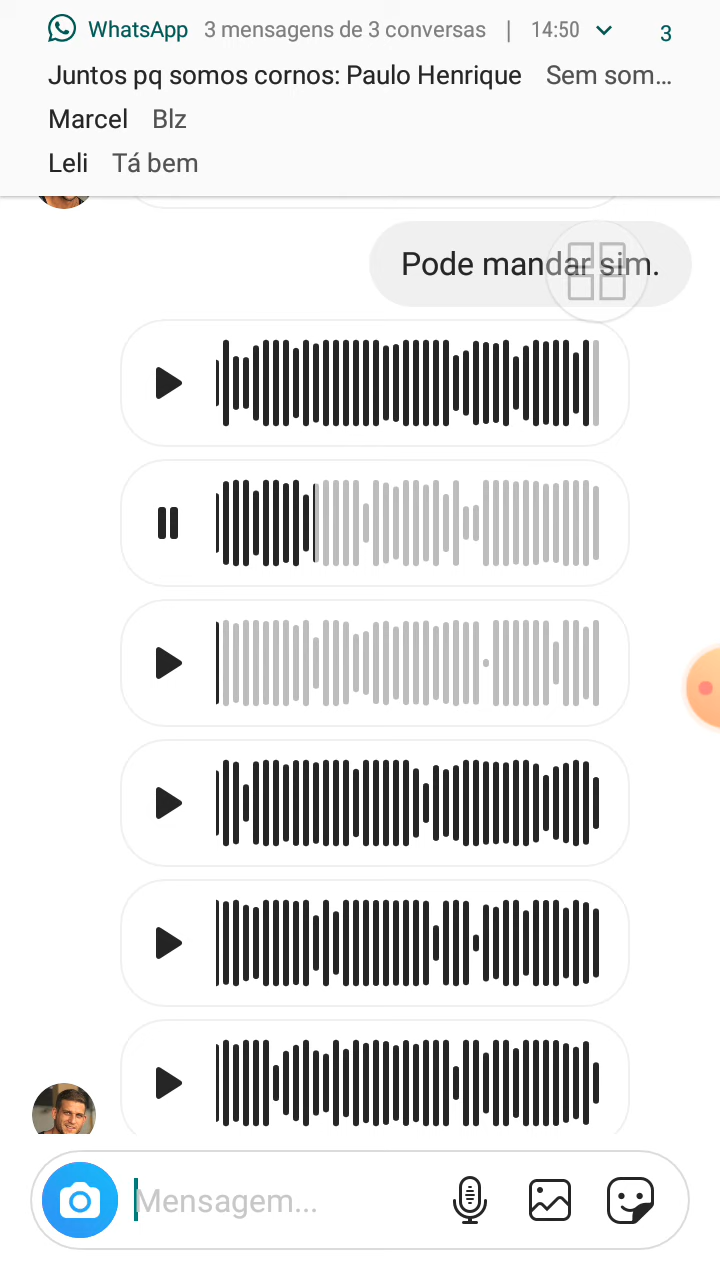 WhatsApp 3 mensagens de 3 conversas | 14:50 3
Juntos pq somos cornos: Paulo Henrique Sem som...
Marcel Blz
Leli Tá bem
Pode mandar sim.
Mensagem...